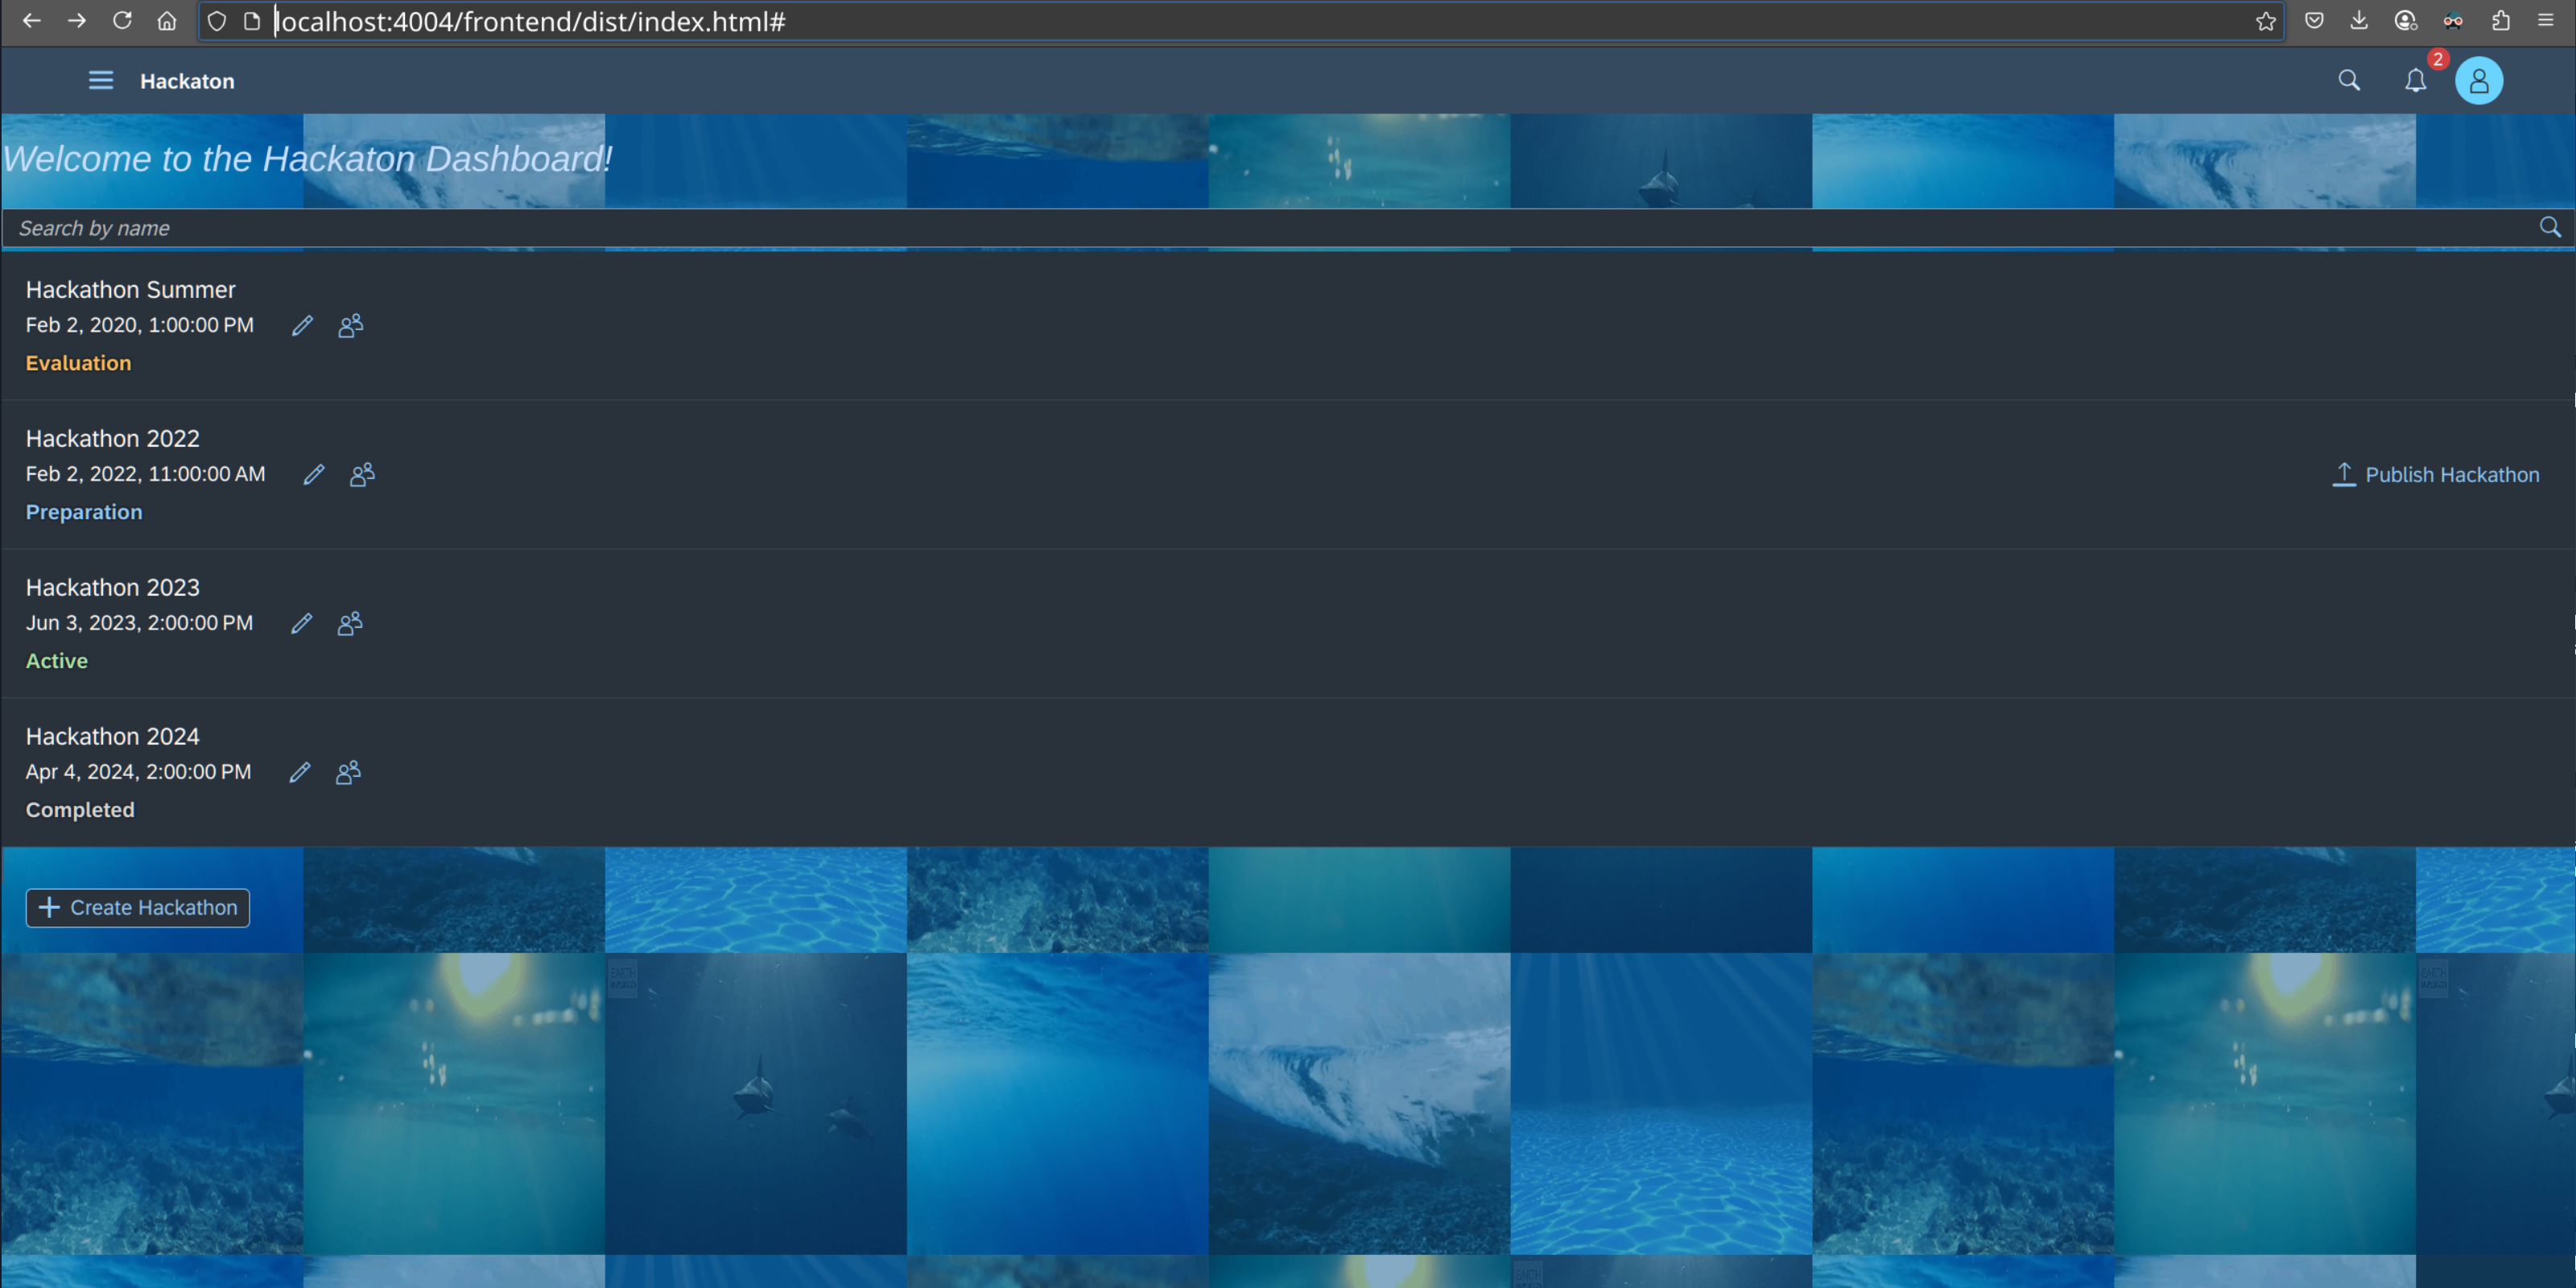 localhost:4004/frontend/dist/index.html#
Hackaton
2
Welcome to the Hackaton Dashboard!
Search by name
Hackathon Summer
Feb 2, 2020, 1:00:00 PM
Evaluation
Hackathon 2022
Feb 2, 2022, 11:00:00 AM
Publish Hackathon
Preparation
Hackathon 2023
Jun 3, 2023, 2:00:00 PM
Active
Hackathon 2024
Apr 4, 2024, 2:00:00 PM
Completed
Create Hackathon
EARTH
EARTH
EARTH